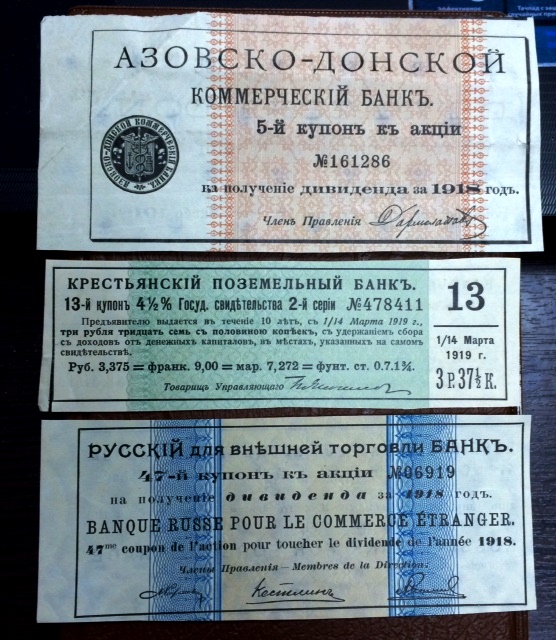 АЗОВСКО-ДОНСКОЙ
КОММЕРЧЕСКІЙ БАНКЪ.
5-й купонъ къ акціи
№161286
на полученіе дивиденда за 1918 годъ.
Членъ Правленія
АЗОВСКО-ДОНСКОЙ КОММЕРЧЕСКІЙ БАНКЪ.
КРЕСТЬЯНСКІЙ ПОЗЕМЕЛЬНЫЙ БАНКЪ.
13-й купонъ 4½% Госуд. свидѣтельства 2-й серіи №478411
Предъявителю выдается въ теченіе 10 лѣтъ, съ 1/14 Марта 1919 г.,
три рубля тридцать семь съ половиною копѣекъ, съ удержаніемъ сбора
съ доходовъ отъ денежныхъ капиталовъ, въ мѣстахъ, указанныхъ на самомъ
свидѣтельствѣ.
Руб. 3,375 = франк. 9,00 = мар. 7,272 = фунт. ст. 0.7.1¾.
Товарищъ Управляющаго
13
1/14 Марта
1919 г.
3 Р. 37½ К.
РУССКІЙ для внѣшней торговли БАНКЪ.
47-й купонъ къ акціи №06919
на полученіе дивиденда за 1918 годъ.
BANQUE RUSSE POUR LE COMMERCE ÉTRANGER.
47me coupon de l'action pour toucher le dividende de l'année 1918.
Члены Правленія — Membres de la Direction: